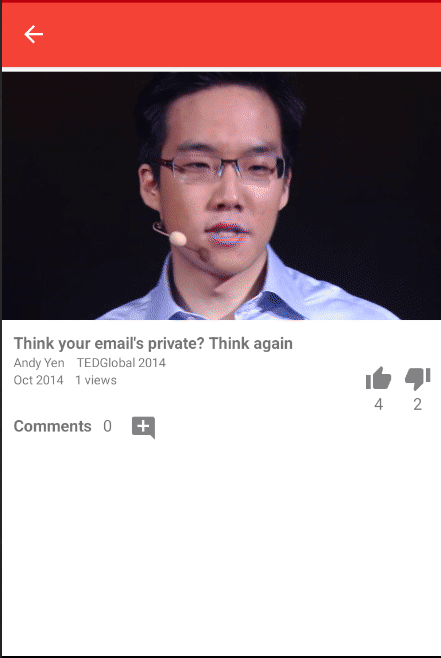 Think your email's private? Think again
Andy Yen TEDGlobal 2014
Oct 2014 1 views
4 2
Comments 0